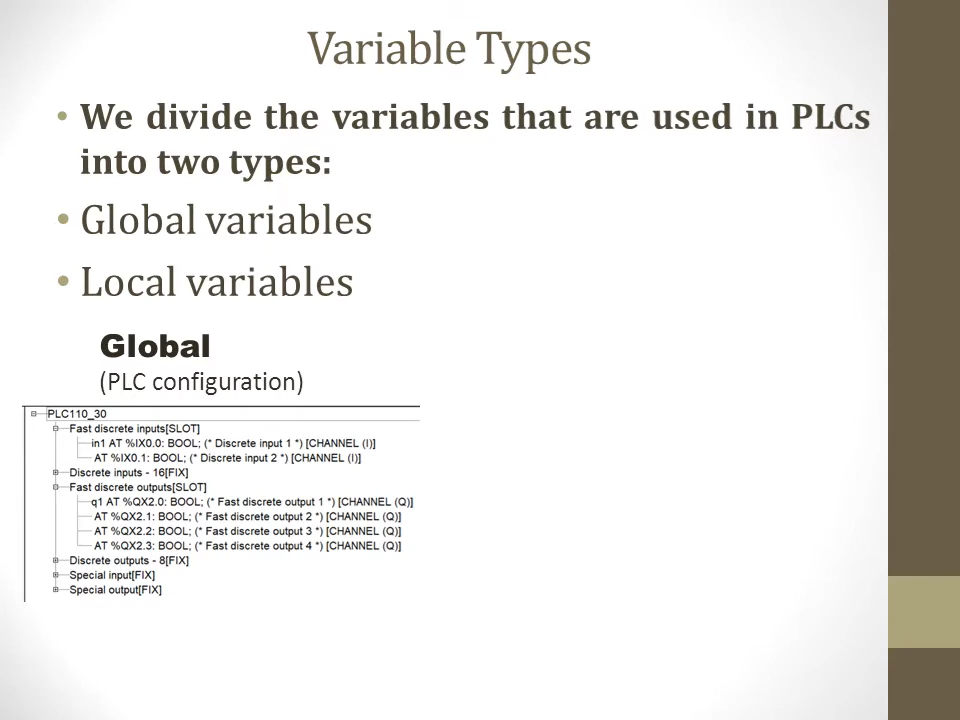 Variable Types
• We divide the variables that are used in PLCs
into two types:
• Global variables
• Local variables
Global
(PLC configuration)
PLC110_30
Fast discrete inputs[SLOT]
in1 AT %IX0.0: BOOL; (* Discrete input 1 *) [CHANNEL (I)]
AT %IX0.1: BOOL; (* Discrete input 2 *) [CHANNEL (I)]
Discrete inputs - 16[FIX]
Fast discrete outputs[SLOT]
q1 AT %QX2.0: BOOL; (* Fast discrete output 1 *) [CHANNEL (Q)]
AT %QX2.1: BOOL; (* Fast discrete output 2 *) [CHANNEL (Q)]
AT %QX2.2: BOOL; (* Fast discrete output 3 *) [CHANNEL (Q)]
AT %QX2.3: BOOL; (* Fast discrete output 4 *) [CHANNEL (Q)]
Discrete outputs - 8[FIX]
Special input[FIX]
Special output[FIX]